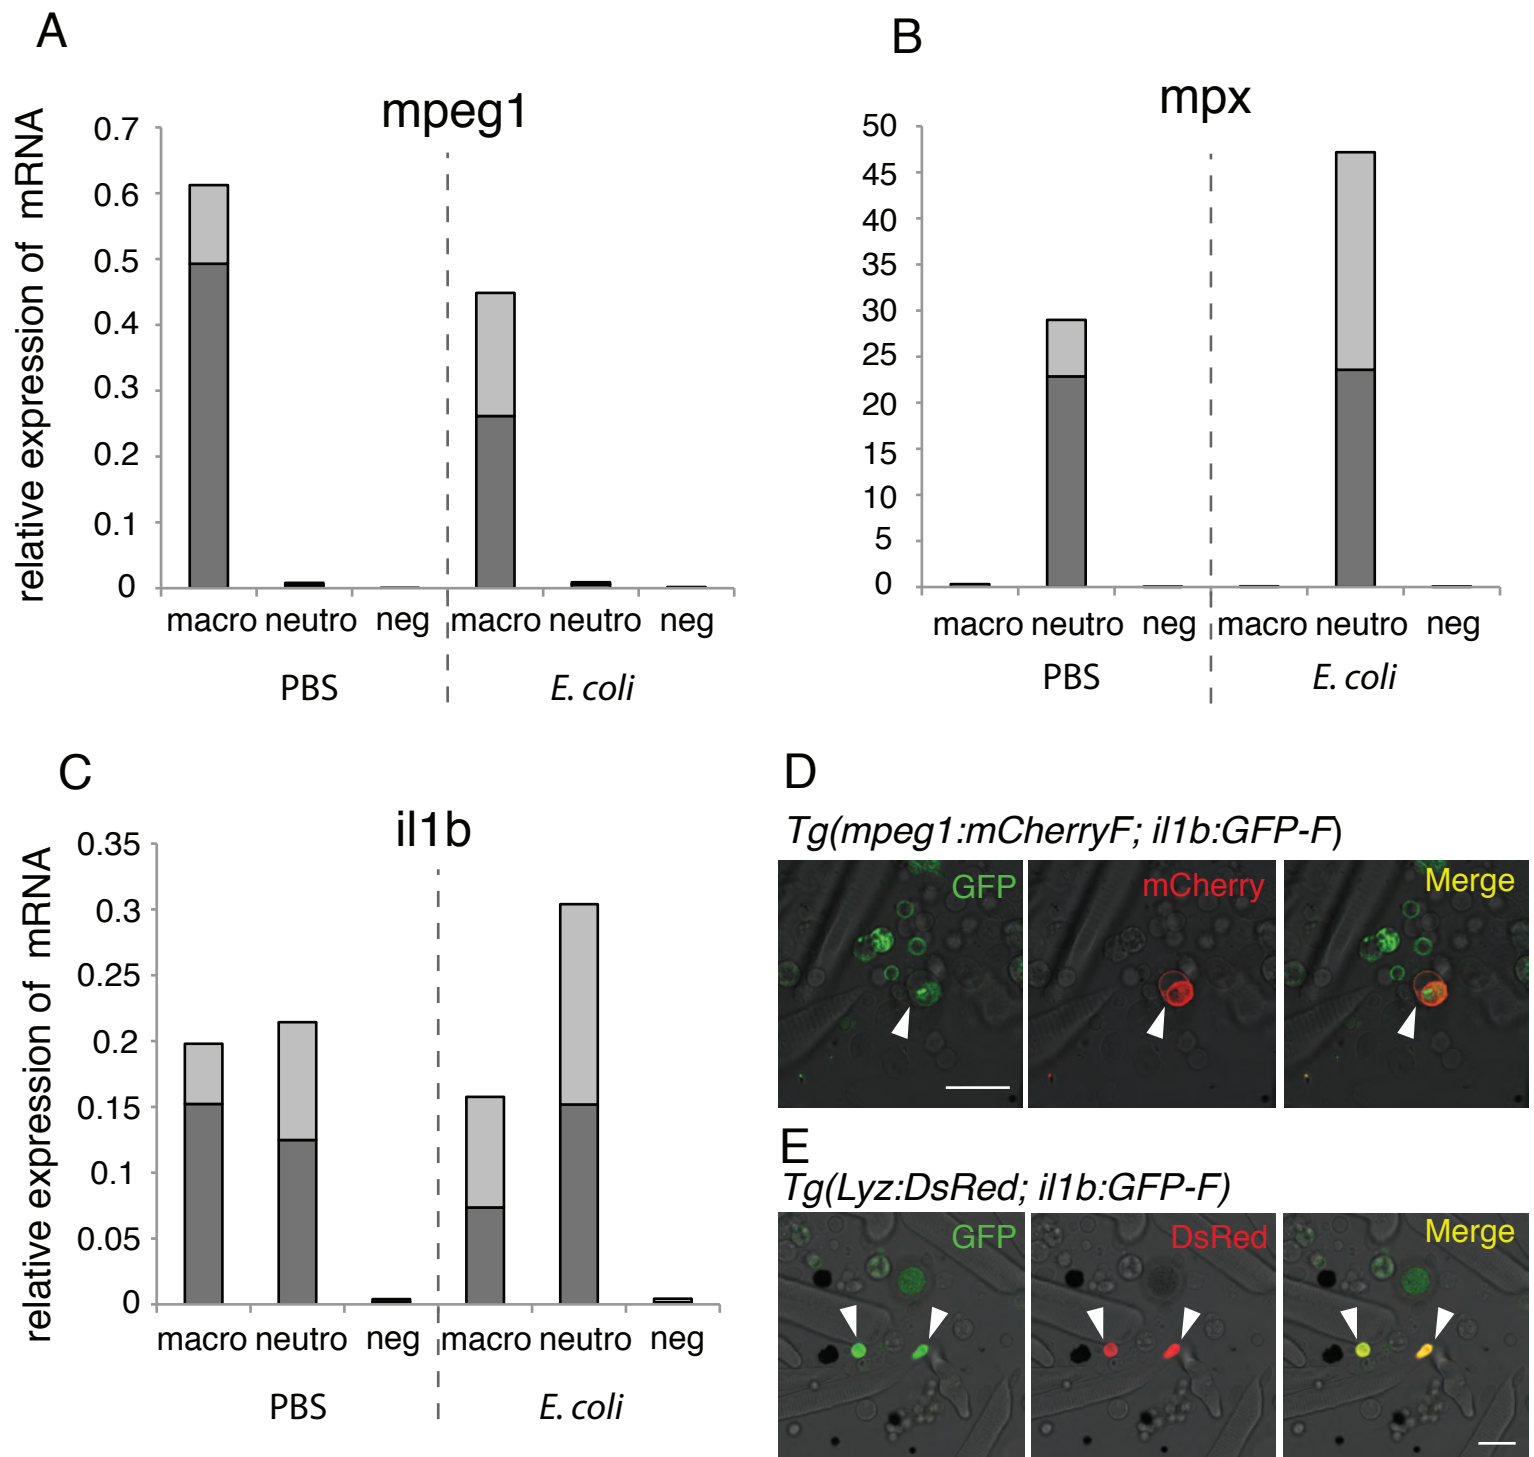 A
mpeg1
relative expression of mRNA
0.7
0.6
0.5
0.4
0.3
0.2
0.1
0
macro neutro neg macro neutro neg
PBS E. coli
B
mpx
50
45
40
35
30
25
20
15
10
5
0
macro neutro neg macro neutro neg
PBS E. coli
C
il1b
relative expression of mRNA
0.35
0.3
0.25
0.2
0.15
0.1
0.05
0
macro neutro neg macro neutro neg
PBS E. coli
D
Tg(mpeg1:mCherryF; il1b:GFP-F)
GFP mCherry Merge
E
Tg(Lyz:DsRed; il1b:GFP-F)
GFP DsRed Merge